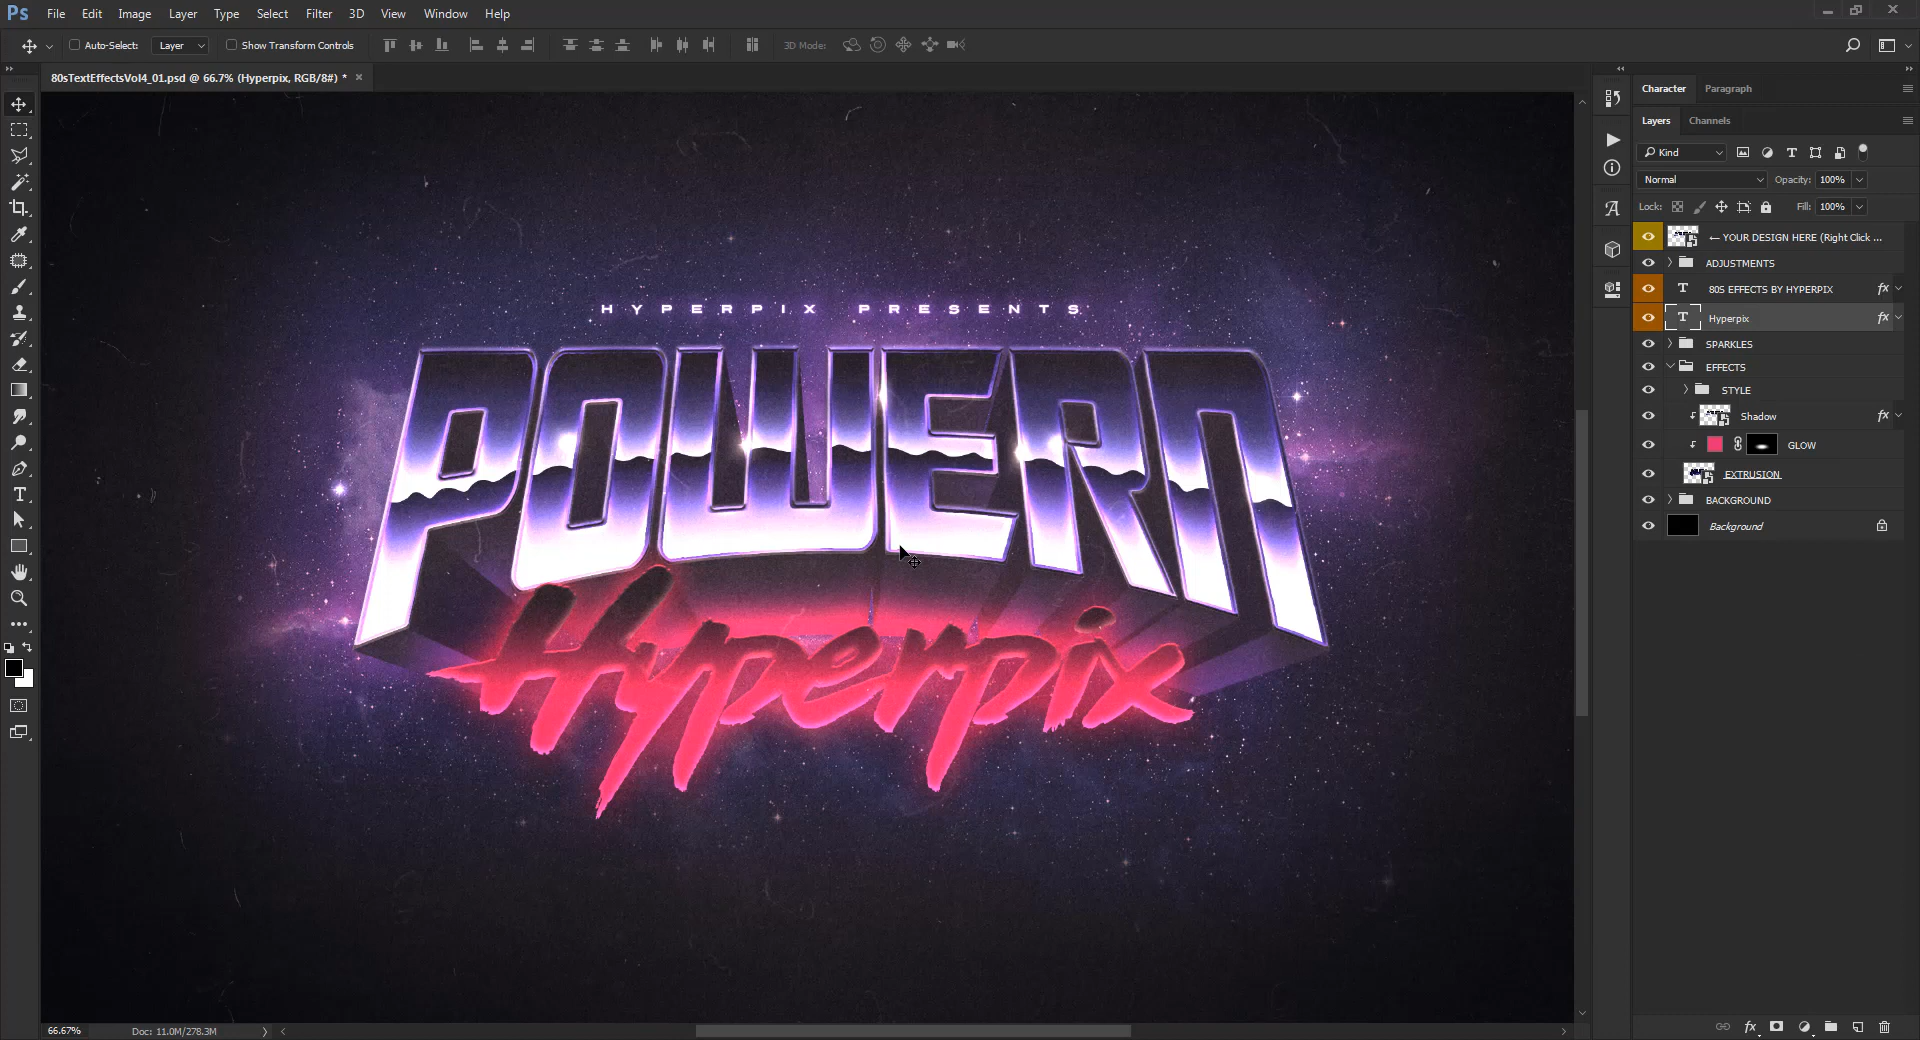 Ps File Edit Image Layer Type Select Filter 3D View Window Help
Auto-Select: Layer Show Transform Controls 3D Mode:
80sTextEffectsVol4_01.psd @ 66.7% (Hyperpix, RGB/8#) *
Character Paragraph
Layers Channels
Kind
Normal Opacity: 100%
Lock: Fill: 100%
← YOUR DESIGN HERE (Right Click ...
ADJUSTMENTS
80S EFFECTS BY HYPERPIX
Hyperpix
SPARKLES
EFFECTS
STYLE
Shadow
GLOW
EXTRUSION
BACKGROUND
Background
HYPERPIX PRESENTS
POWERN
Hyperpix
66.67% Doc: 11.0M/278.3M